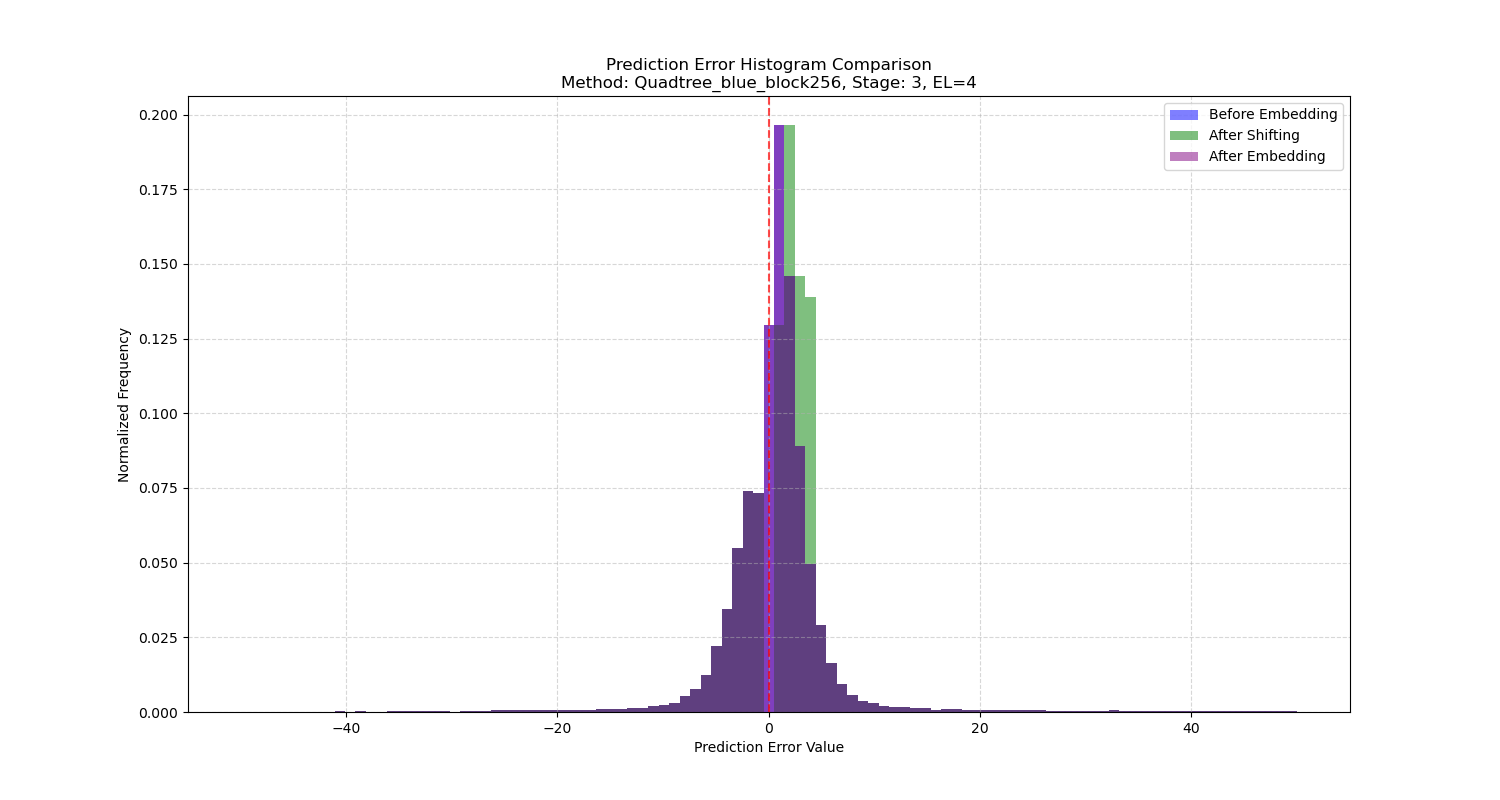 Prediction Error Histogram Comparison
Method: Quadtree_blue_block256, Stage: 3, EL=4
Before Embedding
After Shifting
After Embedding
Normalized Frequency
0.200
0.175
0.150
0.125
0.100
0.075
0.050
0.025
0.000
−40
−20
0
20
40
Prediction Error Value